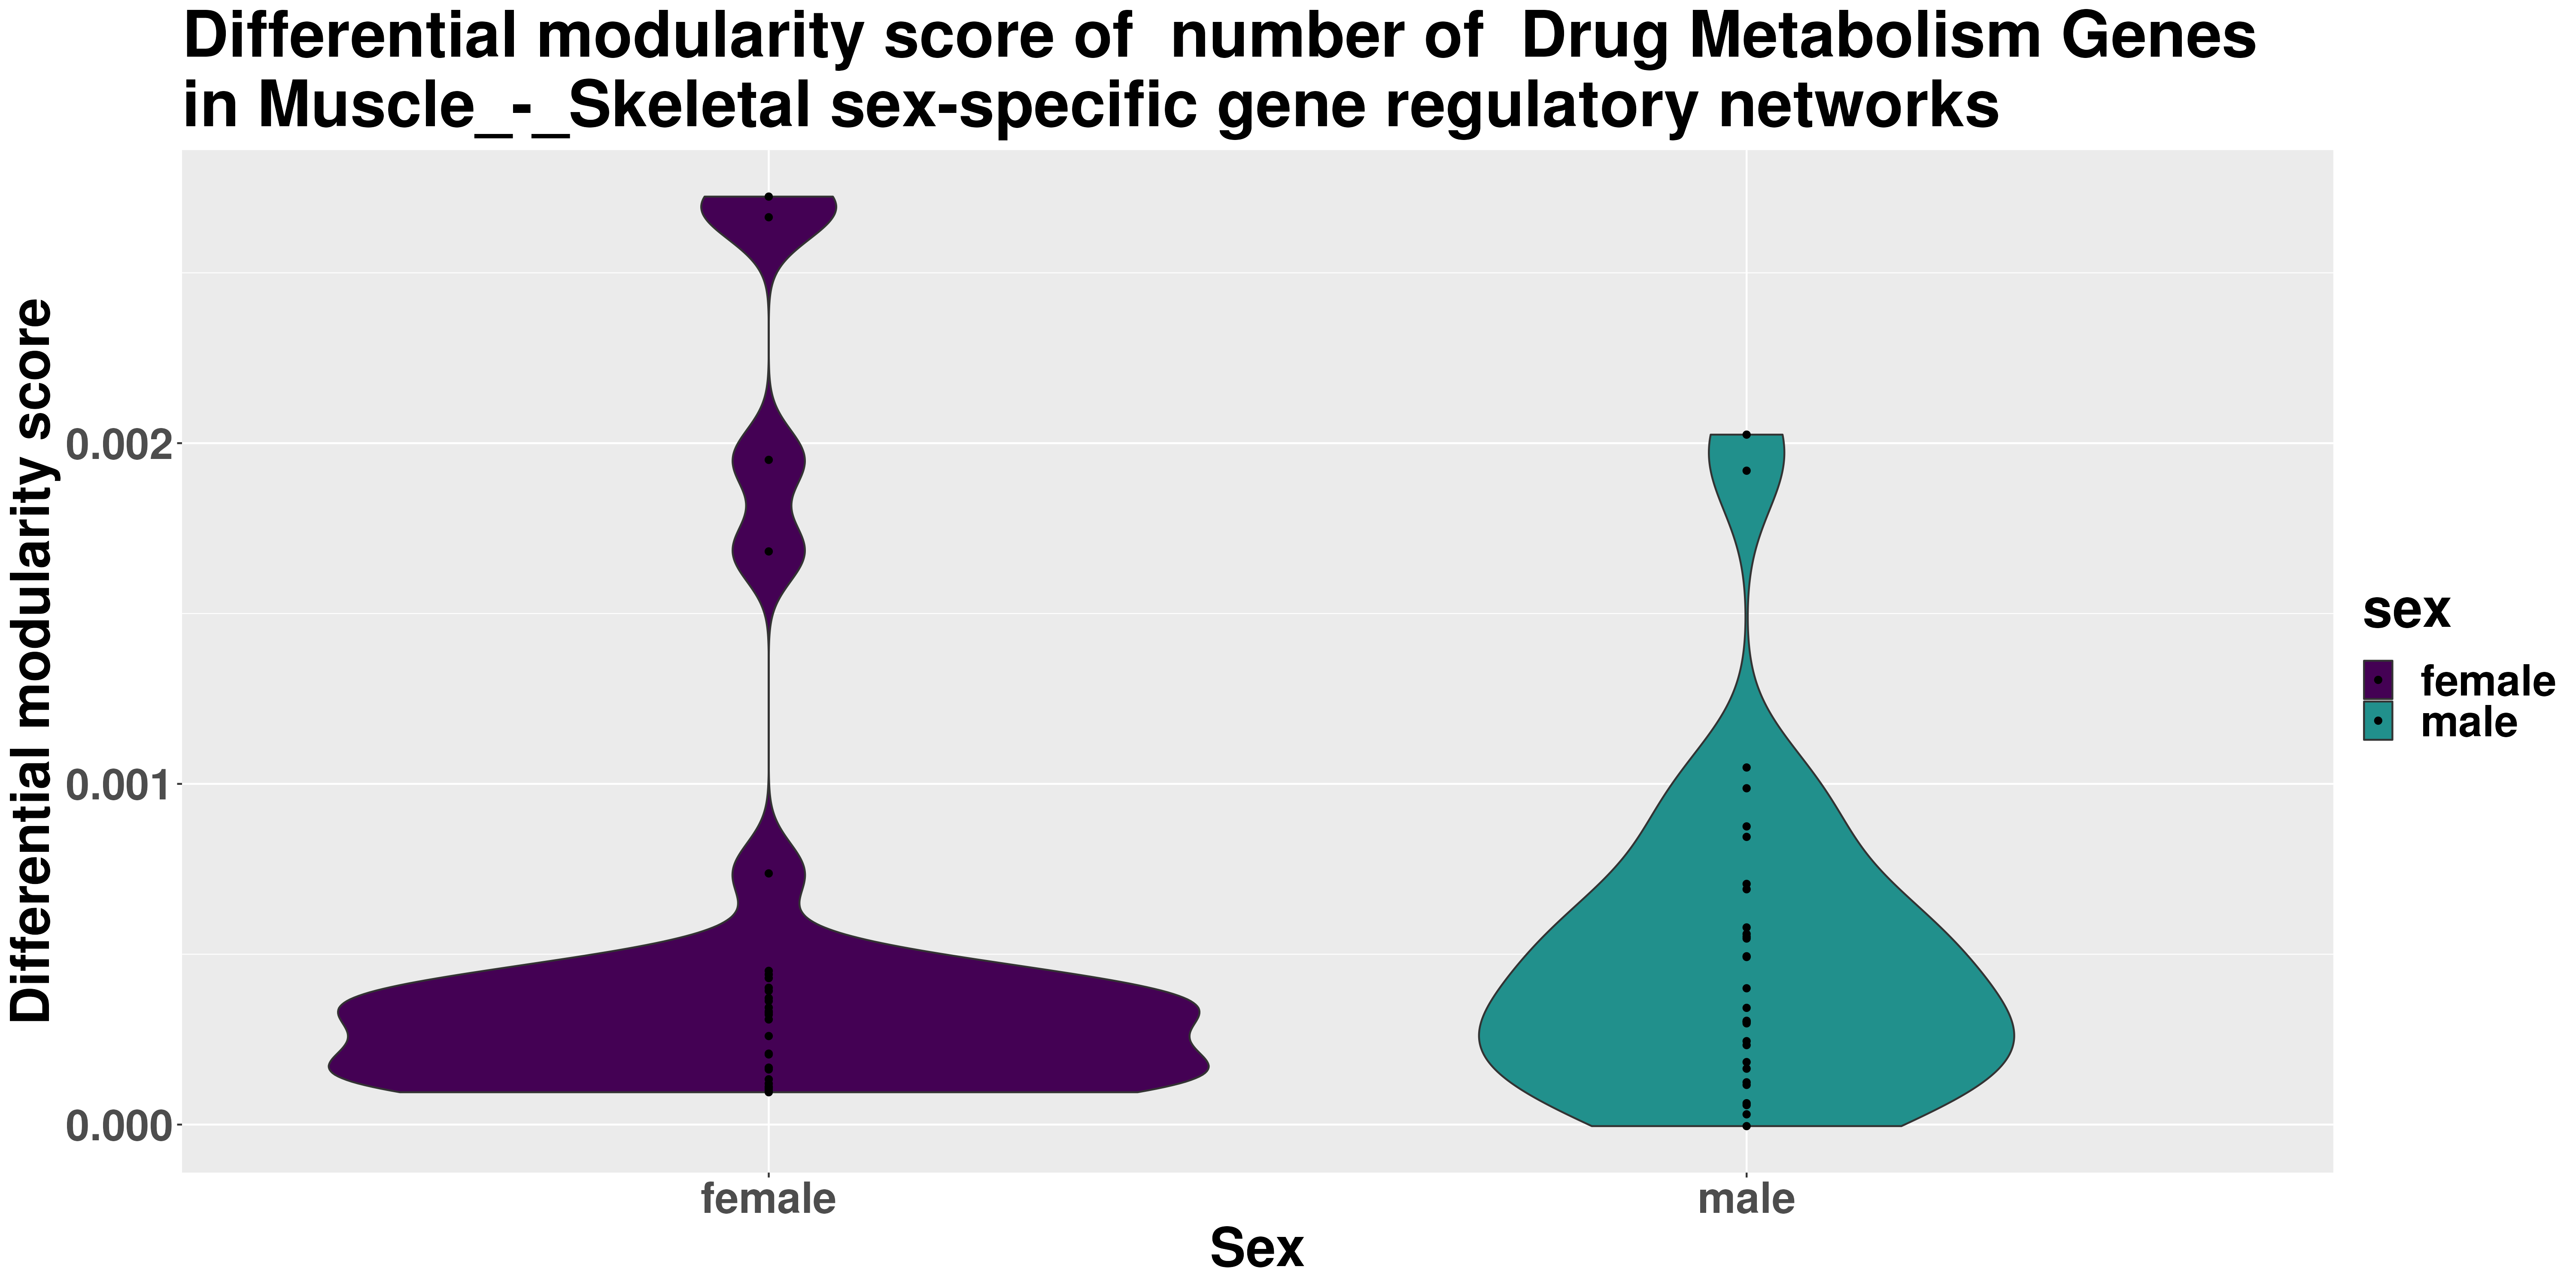 Differential modularity score of  number of  Drug Metabolism Genes
in Muscle_-_Skeletal sex-specific gene regulatory networks
Differential modularity score
0.002
0.001
0.000
female
male
Sex
sex
female
male